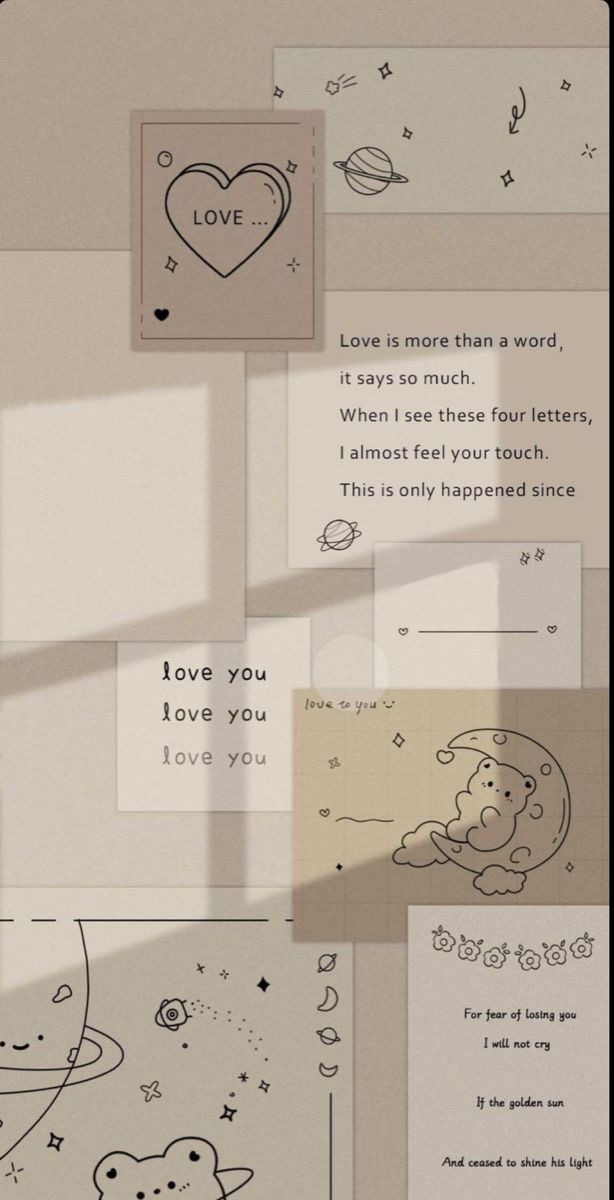 LOVE ...
Love is more than a word,
it says so much.
When I see these four letters,
I almost feel your touch.
This is only happened since
love you
love you
love you
love to you
For fear of losing you
I will not cry
If the golden sun
And ceased to shine his light